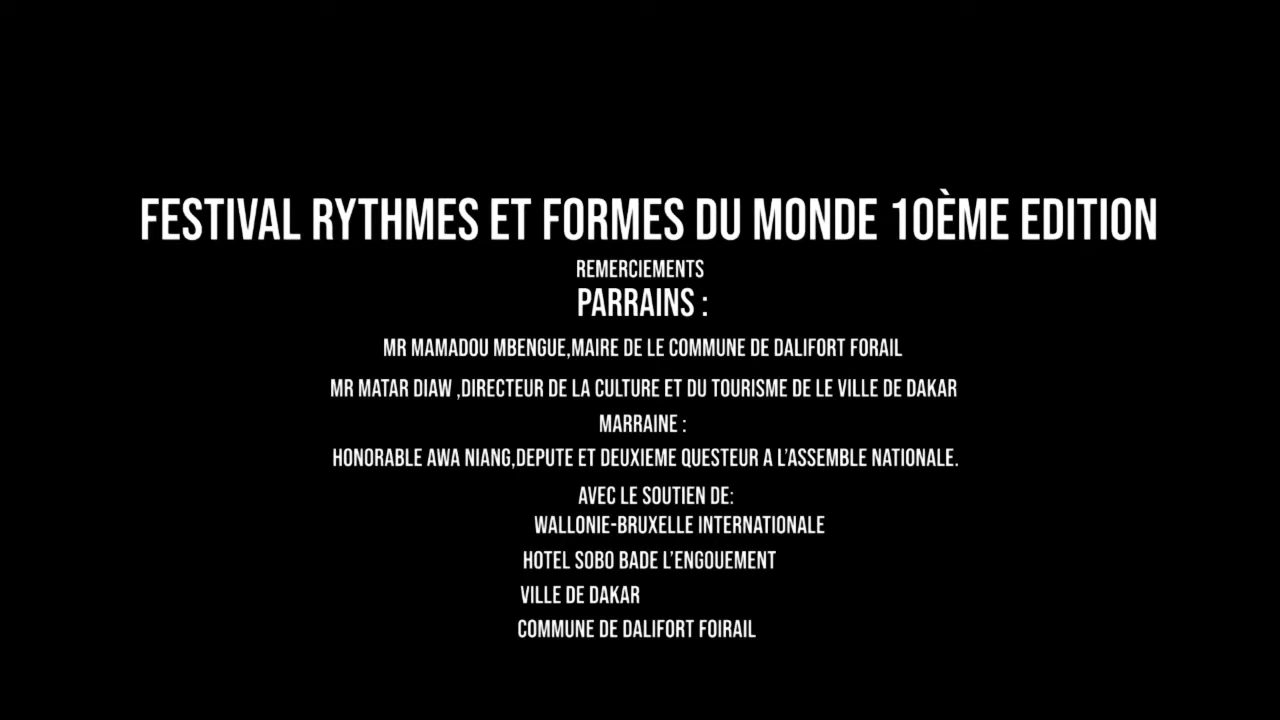 FESTIVAL RYTHMES ET FORMES DU MONDE 10ÈME EDITION
REMERCIEMENTS
PARRAINS :
MR MAMADOU MBENGUE,MAIRE DE LE COMMUNE DE DALIFORT FORAIL
MR MATAR DIAW ,DIRECTEUR DE LA CULTURE ET DU TOURISME DE LE VILLE DE DAKAR
MARRAINE :
HONORABLE AWA NIANG,DEPUTE ET DEUXIEME QUESTEUR A L'ASSEMBLE NATIONALE.
AVEC LE SOUTIEN DE:
WALLONIE-BRUXELLE INTERNATIONALE
HOTEL SOBO BADE L'ENGOUEMENT
VILLE DE DAKAR
COMMUNE DE DALIFORT FOIRAIL